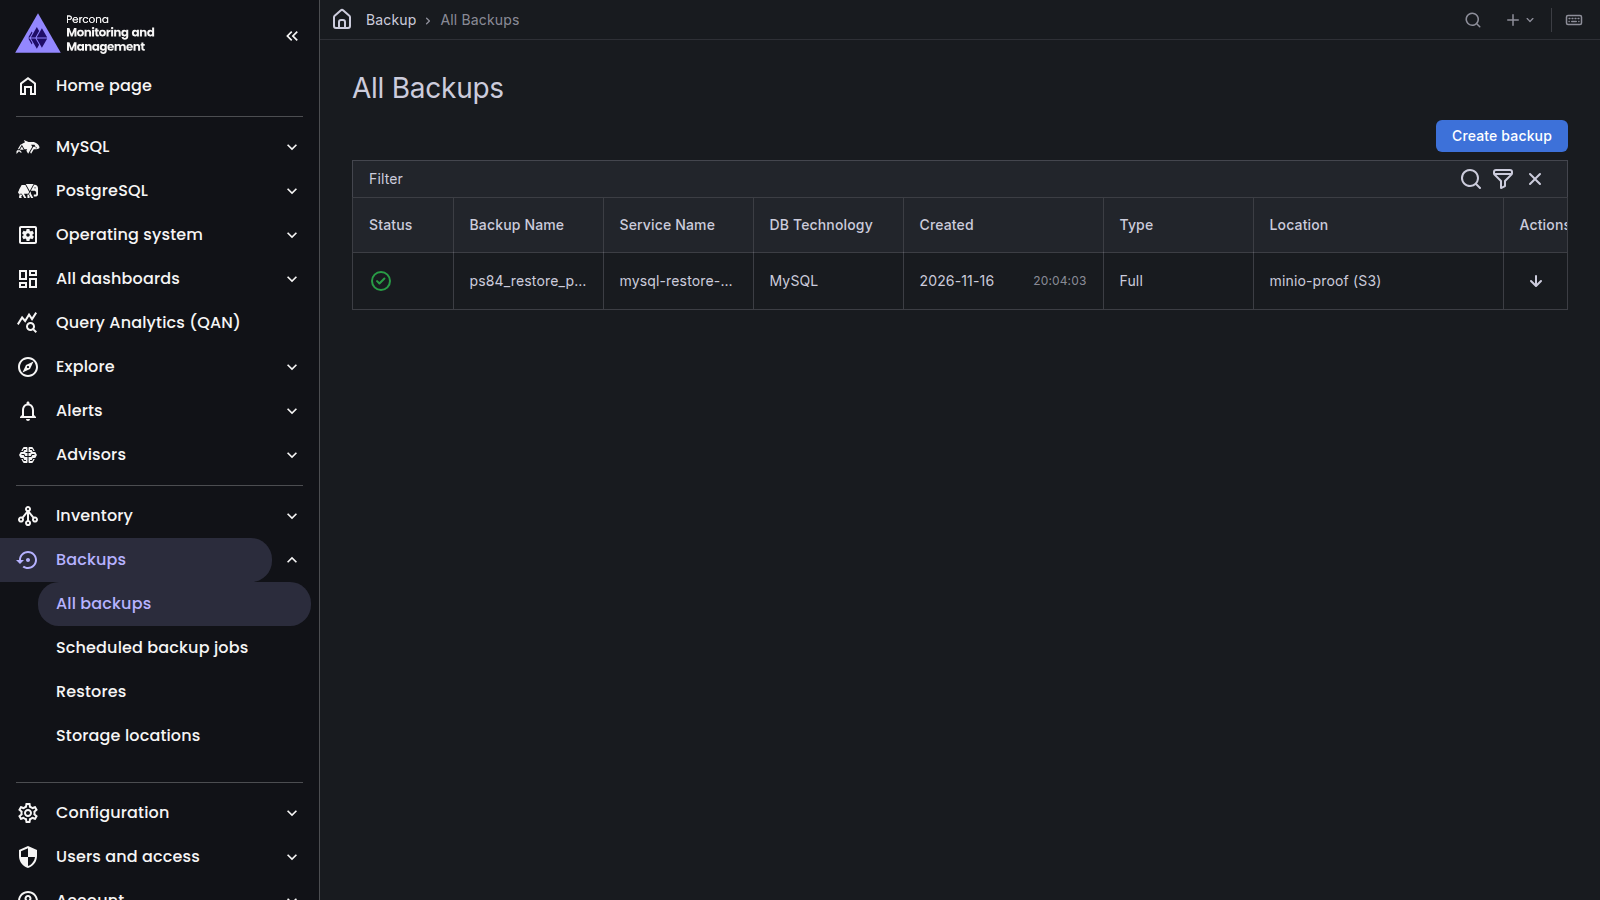 Percona
Monitoring and
Management
Home page
MySQL
PostgreSQL
Operating system
All dashboards
Query Analytics (QAN)
Explore
Alerts
Advisors
Inventory
Backups
All backups
Scheduled backup jobs
Restores
Storage locations
Configuration
Users and access
Account
Backup › All Backups
All Backups
Create backup
Filter
Status Backup Name Service Name DB Technology Created Type Location Actions
ps84_restore_p... mysql-restore-... MySQL 2026-11-16 20:04:03 Full minio-proof (S3)